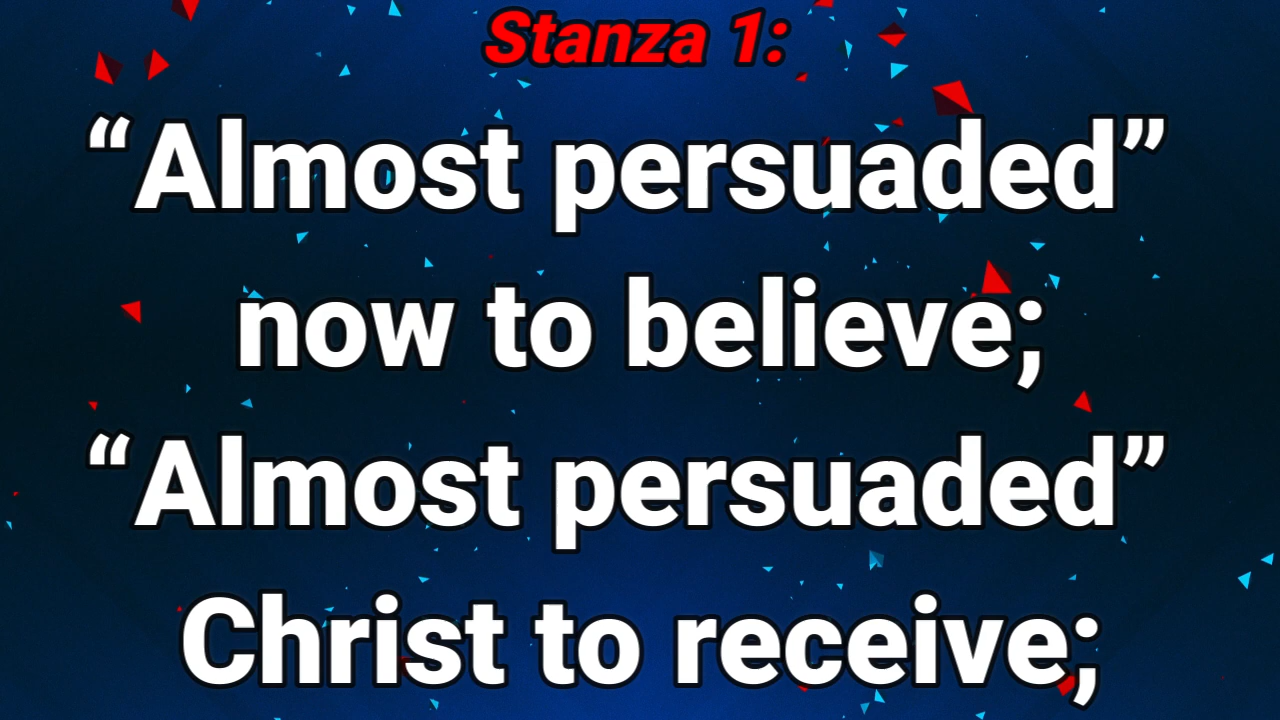 Stanza 1:
“Almost persuaded”
now to believe;
“Almost persuaded”
Christ to receive;